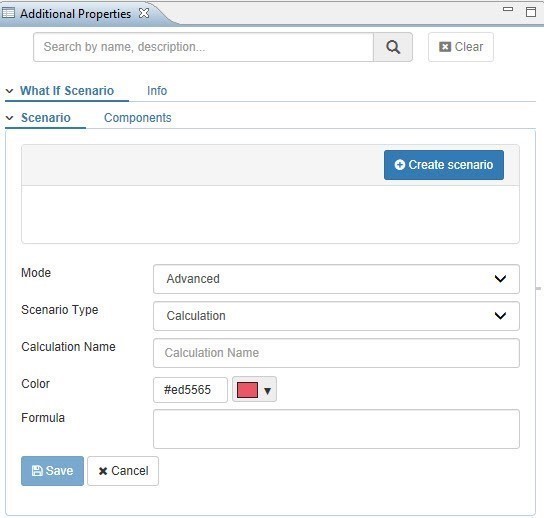 Additional Properties
Search by name, description...
Clear
What If Scenario Info
Scenario Components
Create scenario
Mode Advanced
Scenario Type Calculation
Calculation Name Calculation Name
Color #ed5565
Formula
Save Cancel